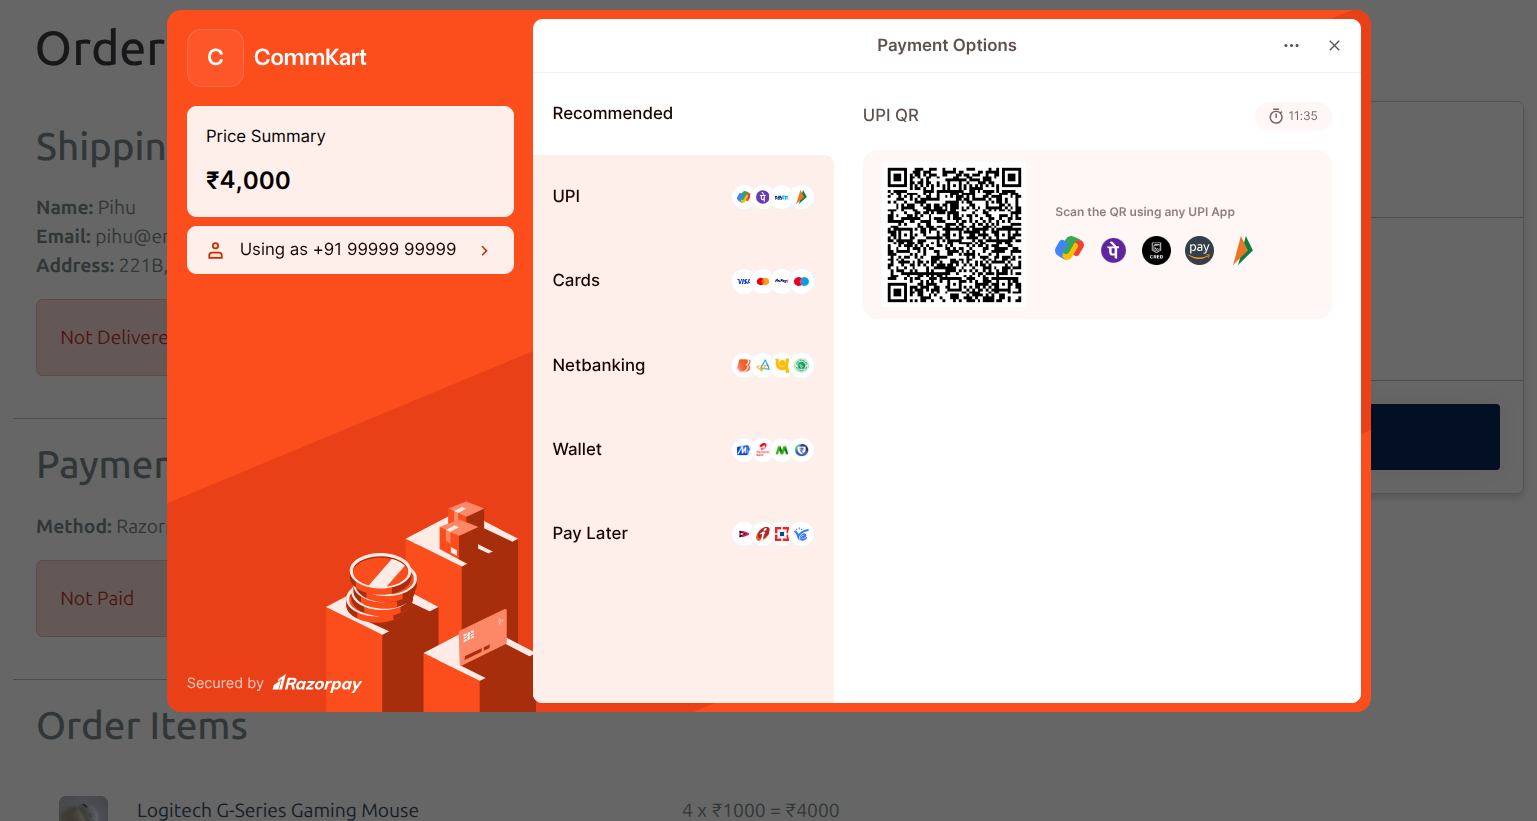 Order
Shippin
Name: Pihu
Email: pihu@e
Address: 221B,
Not Delivere
Paymen
Method: Razor
Not Paid
Order Items
Logitech G-Series Gaming Mouse
4 x ₹1000 = ₹4000
C
CommKart
Price Summary
₹4,000
Using as +91 99999 99999
Secured by Razorpay
Payment Options
Recommended
UPI
Cards
VISA
Netbanking
Wallet
Pay Later
UPI QR
11:35
Scan the QR using any UPI App
CRED
pay